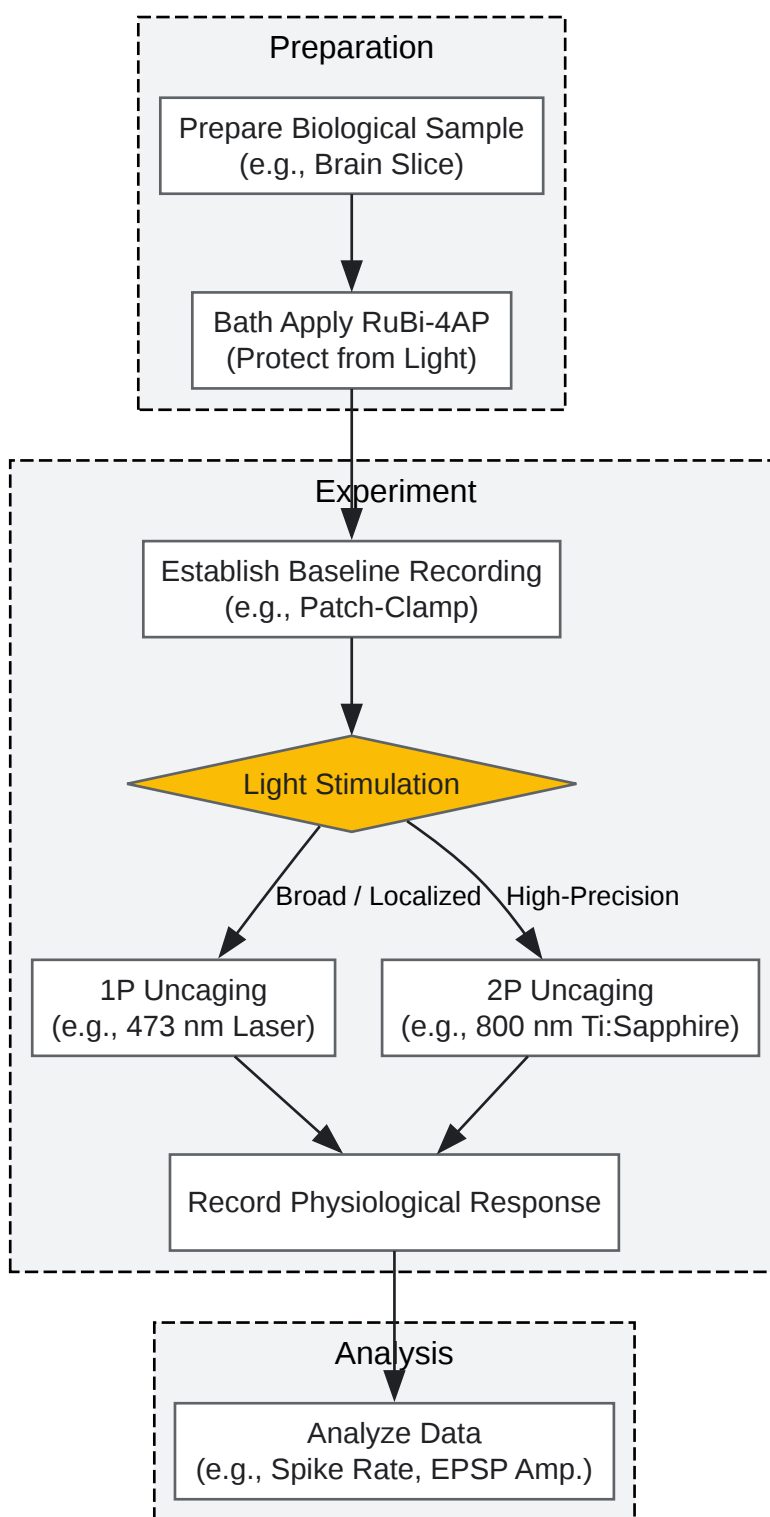 Preparation
Prepare Biological Sample
(e.g., Brain Slice)
Bath Apply RuBi-4AP
(Protect from Light)
Experiment
Establish Baseline Recording
(e.g., Patch-Clamp)
Light Stimulation
Broad / Localized
High-Precision
1P Uncaging
(e.g., 473 nm Laser)
2P Uncaging
(e.g., 800 nm Ti:Sapphire)
Record Physiological Response
Analysis
Analyze Data
(e.g., Spike Rate, EPSP Amp.)